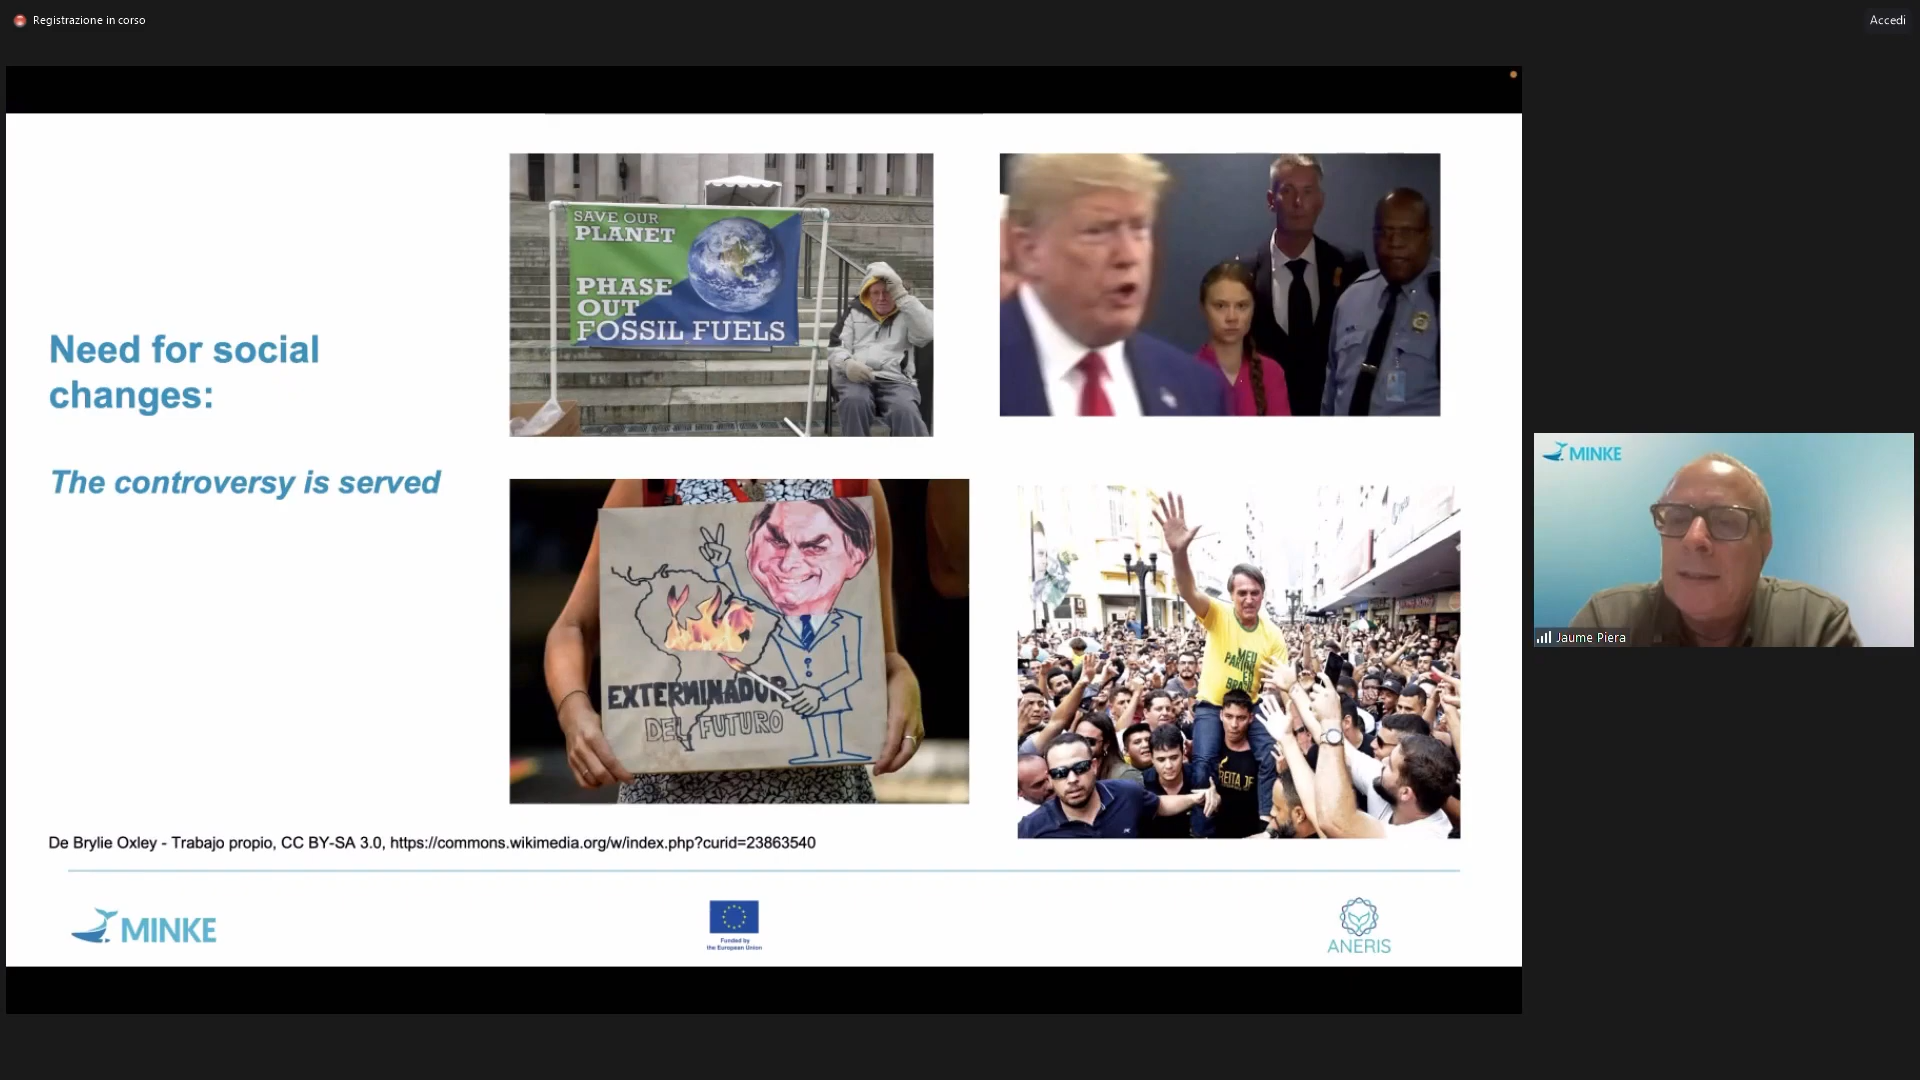 Registrazione in corso
Accedi
Need for social
changes:
The controversy is served
SAVE OUR
PLANET
PHASE
OUT
FOSSIL FUELS
EXTERMINADOR
DEL FUTURO
MEU
De Brylie Oxley - Trabajo propio, CC BY-SA 3.0, https://commons.wikimedia.org/w/index.php?curid=23863540
MINKE
Funded by
the European Union
ANERIS
MINKE
Jaume Piera